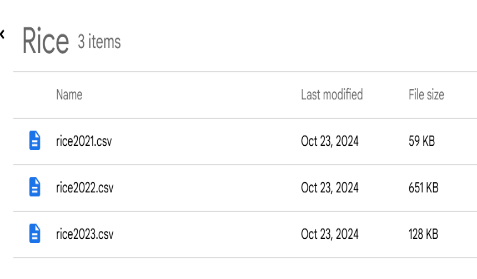 Rice 3 items
Name Last modified File size
rice2021.csv Oct 23, 2024 59 KB
rice2022.csv Oct 23, 2024 651 KB
rice2023.csv Oct 23, 2024 128 KB